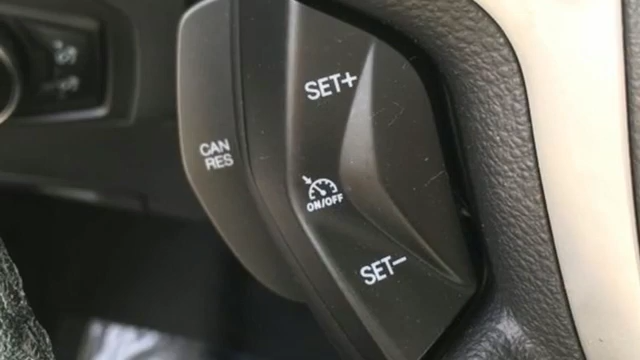 SET+
CAN
RES
ON/OFF
SET-